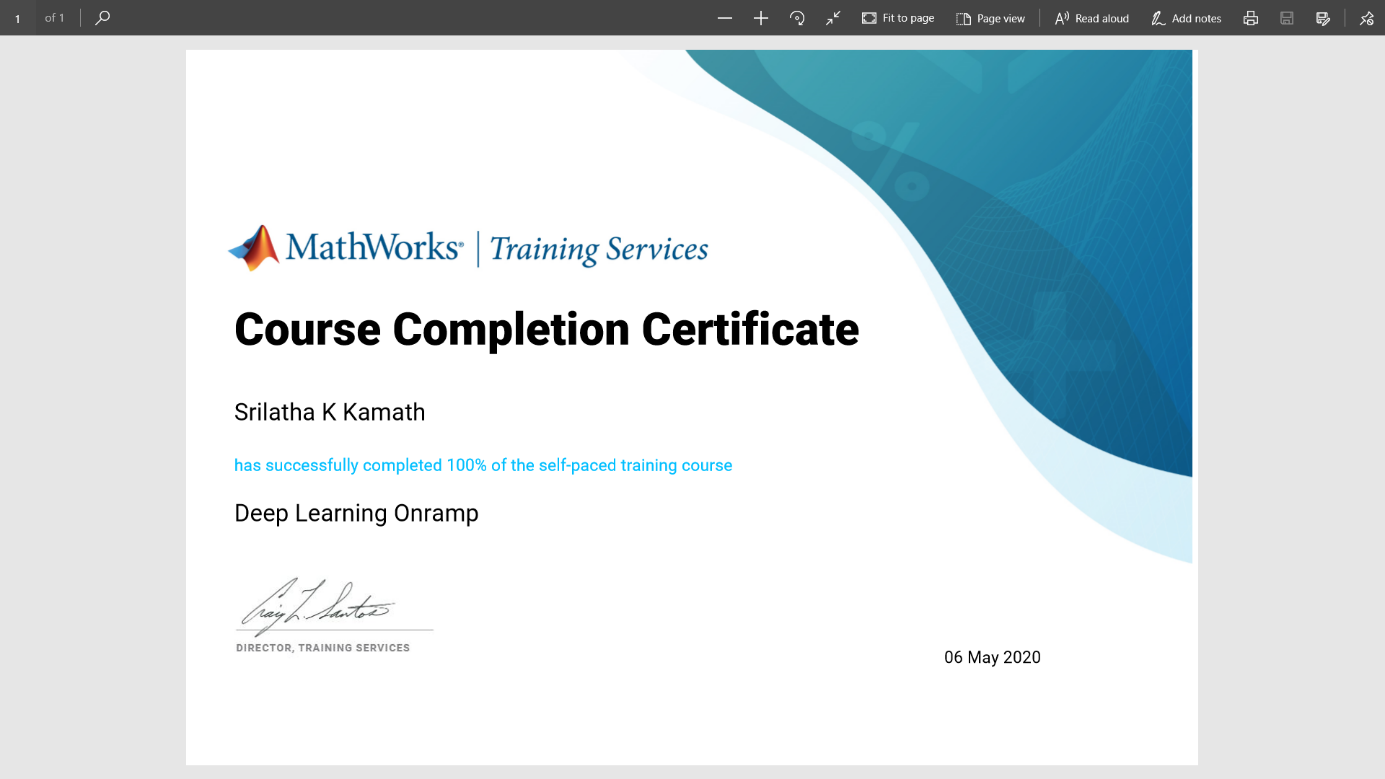 1 of 1 Fit to page Page view Read aloud Add notes
MathWorks® | Training Services
Course Completion Certificate
Srilatha K Kamath
has successfully completed 100% of the self-paced training course
Deep Learning Onramp
Craig L. Santos
DIRECTOR, TRAINING SERVICES
06 May 2020